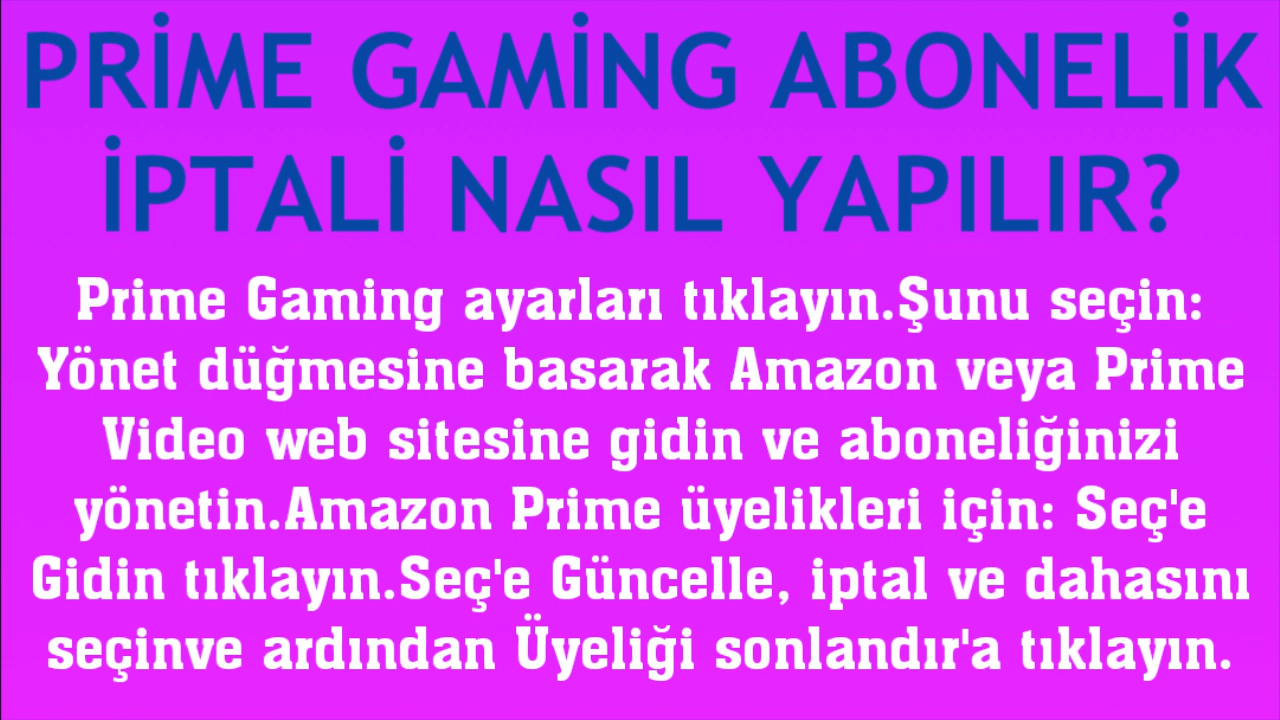 PRİME GAMİNG ABONELİK
İPTALİ NASIL YAPILIR?
Prime Gaming ayarları tıklayın.Şunu seçin:
Yönet düğmesine basarak Amazon veya Prime
Video web sitesine gidin ve aboneliğinizi
yönetin.Amazon Prime üyelikleri için: Seç'e
Gidin tıklayın.Seç'e Güncelle, iptal ve dahasını
seçinve ardından Üyeliği sonlandır'a tıklayın.